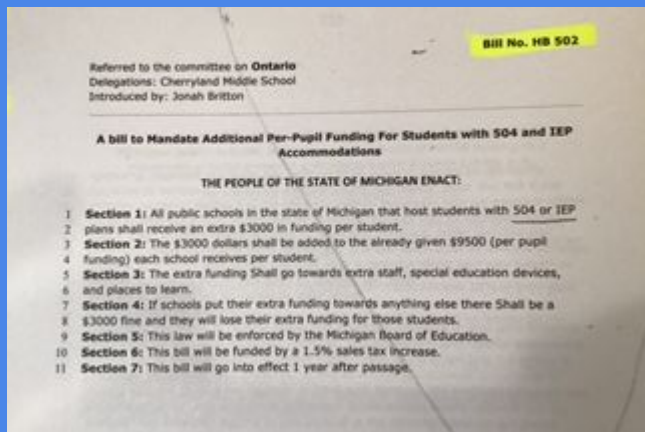 Bill No. HB 502
Referred to the committee on Ontario
Delegations: Cherryland Middle School
Introduced by: Jonah Britton
A bill to Mandate Additional Per-Pupil Funding For Students with 504 and IEP
Accommodations
THE PEOPLE OF THE STATE OF MICHIGAN ENACT:
1 Section 1: All public schools in the state of Michigan that host students with 504 or IEP
2 plans shall receive an extra $3000 in funding per student.
3 Section 2: The $3000 dollars shall be added to the already given $9500 (per pupil
4 funding) each school receives per student.
5 Section 3: The extra funding Shall go towards extra staff, special education devices,
6 and places to learn.
7 Section 4: If schools put their extra funding towards anything else there Shall be a
8 $3000 fine and they will lose their extra funding for those students.
9 Section 5: This law will be enforced by the Michigan Board of Education.
10 Section 6: This bill will be funded by a 1.5% sales tax increase.
11 Section 7: This bill will go into effect 1 year after passage.